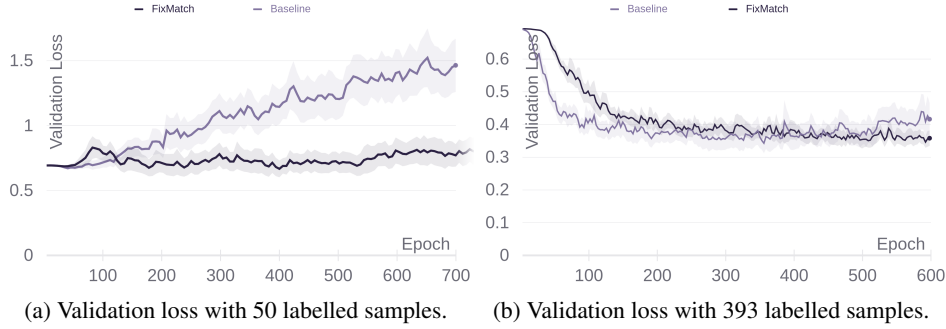 FixMatch Baseline
Baseline FixMatch
Validation Loss
1.5
1
0.5
0
Epoch
100 200 300 400 500 600 700
Validation Loss
0.6
0.5
0.4
0.3
0.2
0.1
0
Epoch
100 200 300 400 500 600
(a) Validation loss with 50 labelled samples.
(b) Validation loss with 393 labelled samples.